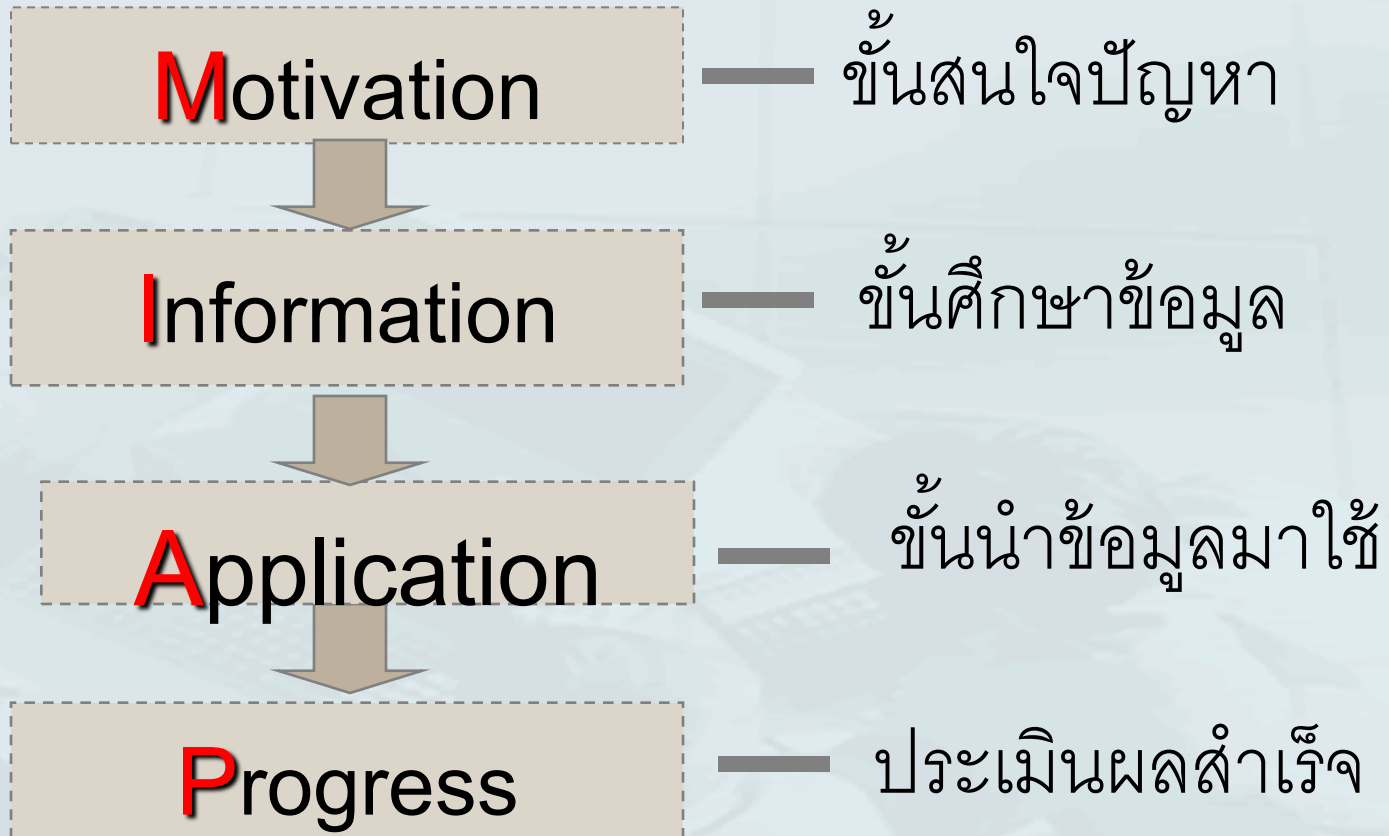 Motivation
ขั้นสนใจปัญหา
Information
ขั้นศึกษาข้อมูล
Application
ขั้นนำข้อมูลมาใช้
Progress
ประเมินผลสำเร็จ